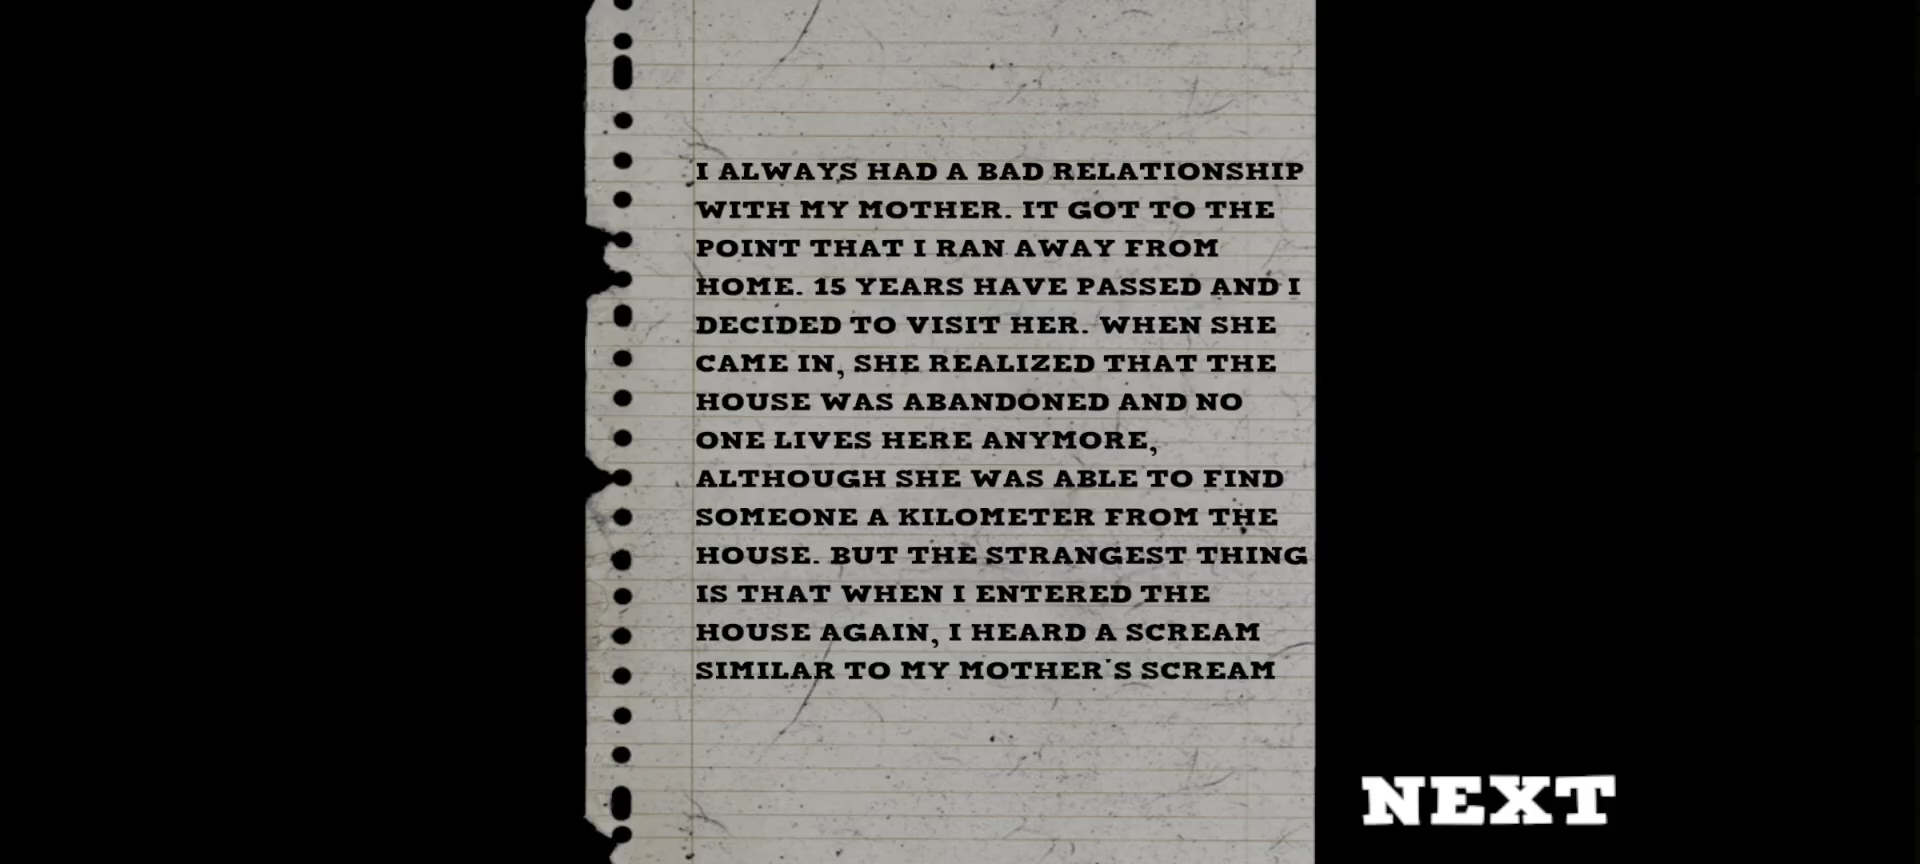 I ALWAYS HAD A BAD RELATIONSHIP
WITH MY MOTHER. IT GOT TO THE
POINT THAT I RAN AWAY FROM
HOME. 15 YEARS HAVE PASSED AND I
DECIDED TO VISIT HER. WHEN SHE
CAME IN, SHE REALIZED THAT THE
HOUSE WAS ABANDONED AND NO
ONE LIVES HERE ANYMORE,
ALTHOUGH SHE WAS ABLE TO FIND
SOMEONE A KILOMETER FROM THE
HOUSE. BUT THE STRANGEST THING
IS THAT WHEN I ENTERED THE
HOUSE AGAIN, I HEARD A SCREAM
SIMILAR TO MY MOTHER'S SCREAM
NEXT